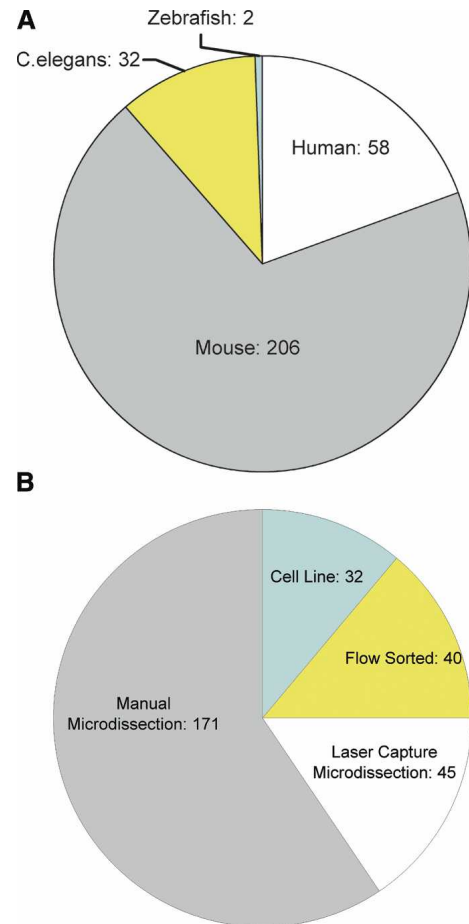 A
Zebrafish: 2
C.elegans: 32
Human: 58
Mouse: 206
B
Cell Line: 32
Flow Sorted: 40
Manual
Microdissection: 171
Laser Capture
Microdissection: 45